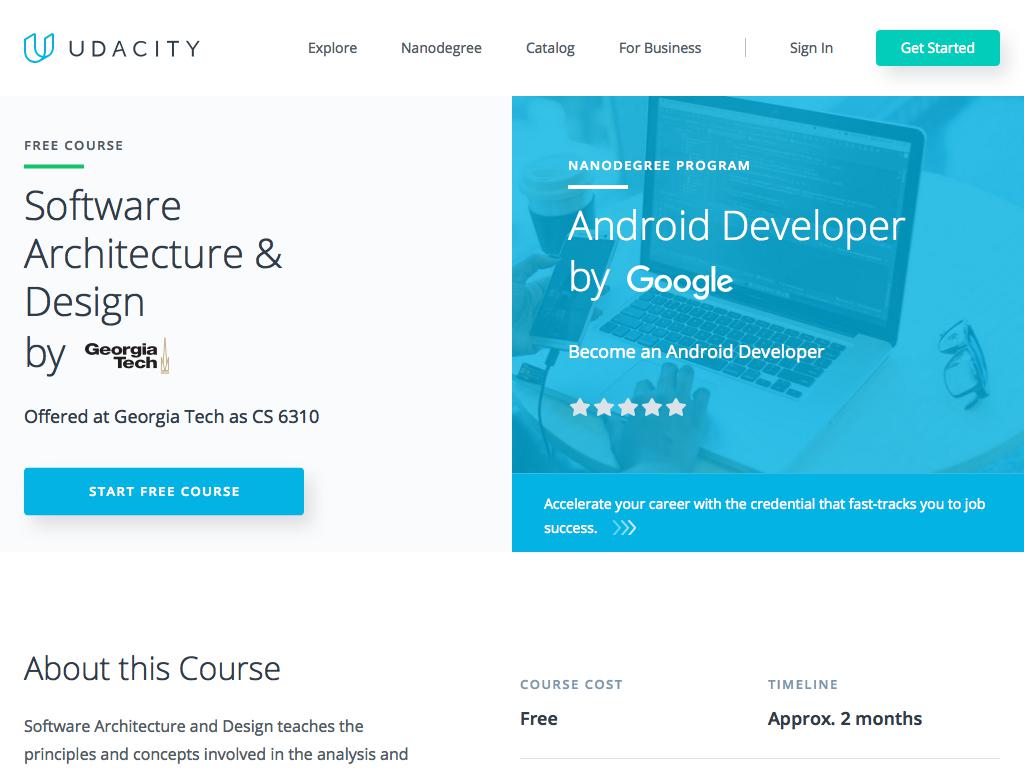 UDACITY
Explore
Nanodegree
Catalog
For Business
Sign In
Get Started
FREE COURSE
Software
Architecture &
Design
by Georgia Tech
Offered at Georgia Tech as CS 6310
START FREE COURSE
NANODEGREE PROGRAM
Android Developer
by Google
Become an Android Developer
Accelerate your career with the credential that fast-tracks you to job
success.
About this Course
Software Architecture and Design teaches the
principles and concepts involved in the analysis and
COURSE COST
Free
TIMELINE
Approx. 2 months